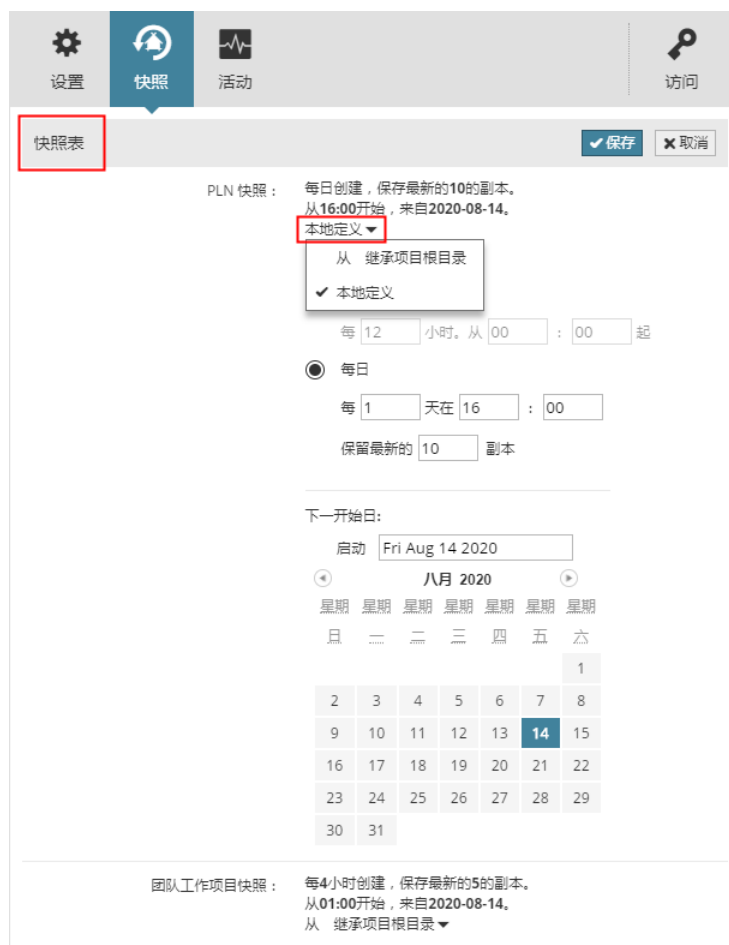 设置 快照 活动 访问
快照表 保存 取消
PLN 快照： 每日创建，保存最新的10的副本。
从16:00开始，来自2020-08-14。
本地定义
从 继承项目根目录
本地定义
每 12 小时。从 00 : 00 起
每日
每 1 天在 16 : 00
保留最新的 10 副本
下一开始日:
启动 Fri Aug 14 2020
八月 2020
星期 星期 星期 星期 星期 星期 星期
日 一 二 三 四 五 六
1
2 3 4 5 6 7 8
9 10 11 12 13 14 15
16 17 18 19 20 21 22
23 24 25 26 27 28 29
30 31
团队工作项目快照： 每4小时创建，保存最新的5的副本。
从01:00开始，来自2020-08-14。
从 继承项目根目录